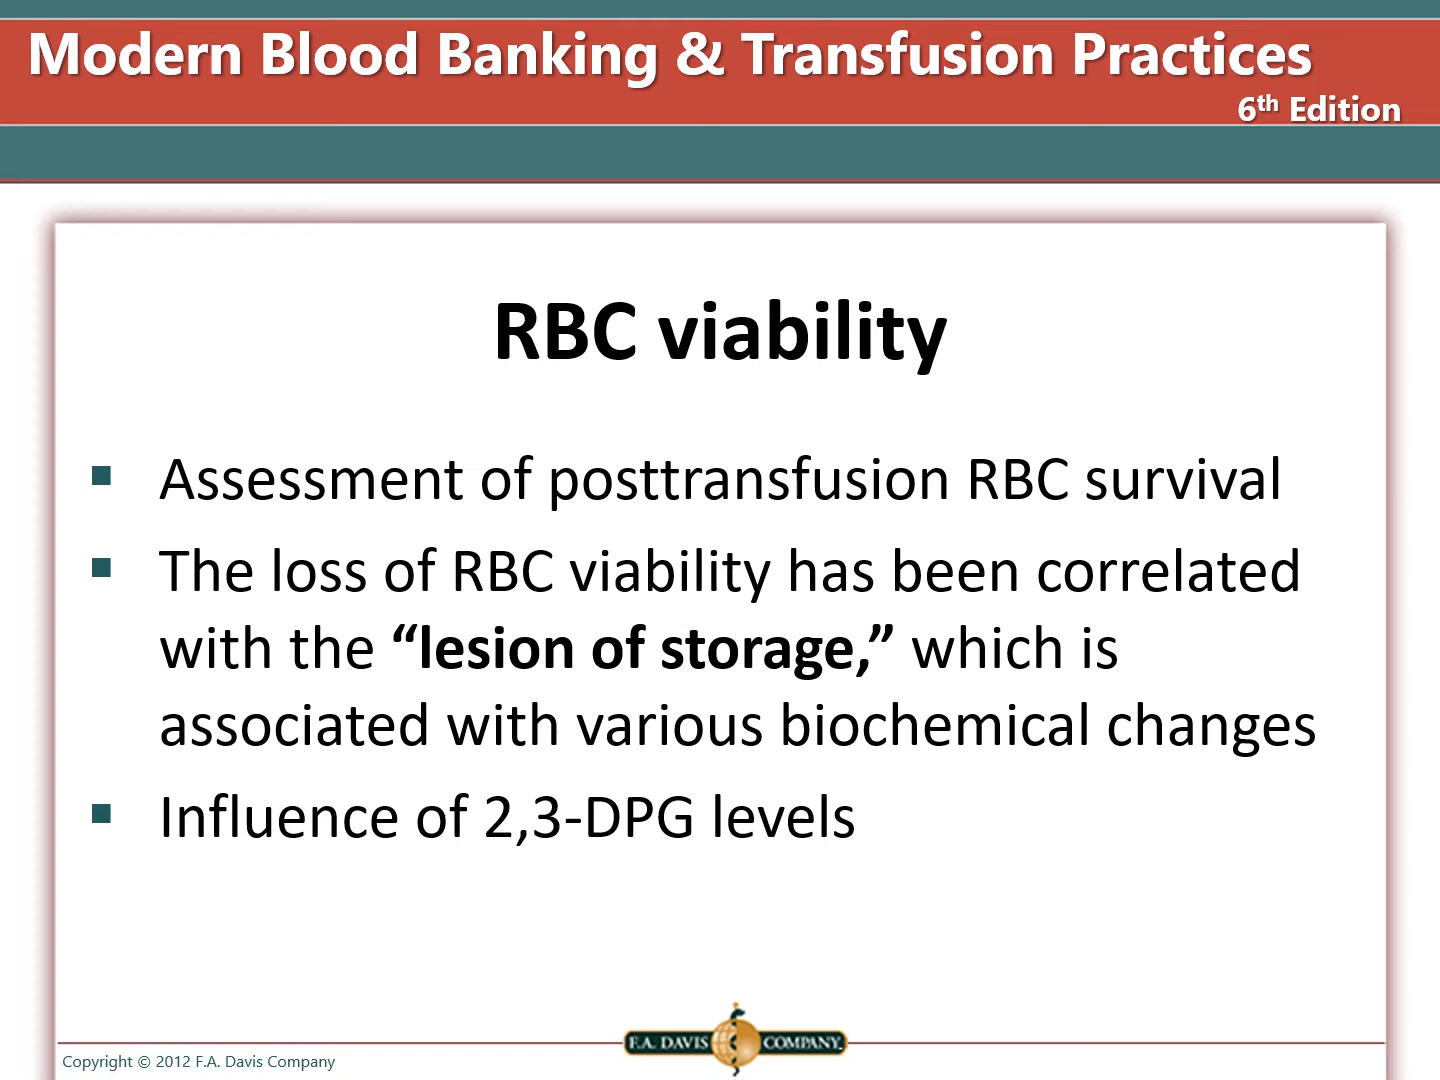 Modern Blood Banking & Transfusion Practices
6th Edition
RBC viability
▪ Assessment of posttransfusion RBC survival
▪ The loss of RBC viability has been correlated
with the “lesion of storage,” which is
associated with various biochemical changes
▪ Influence of 2,3-DPG levels
F.A. DAVIS COMPANY
Copyright © 2012 F.A. Davis Company